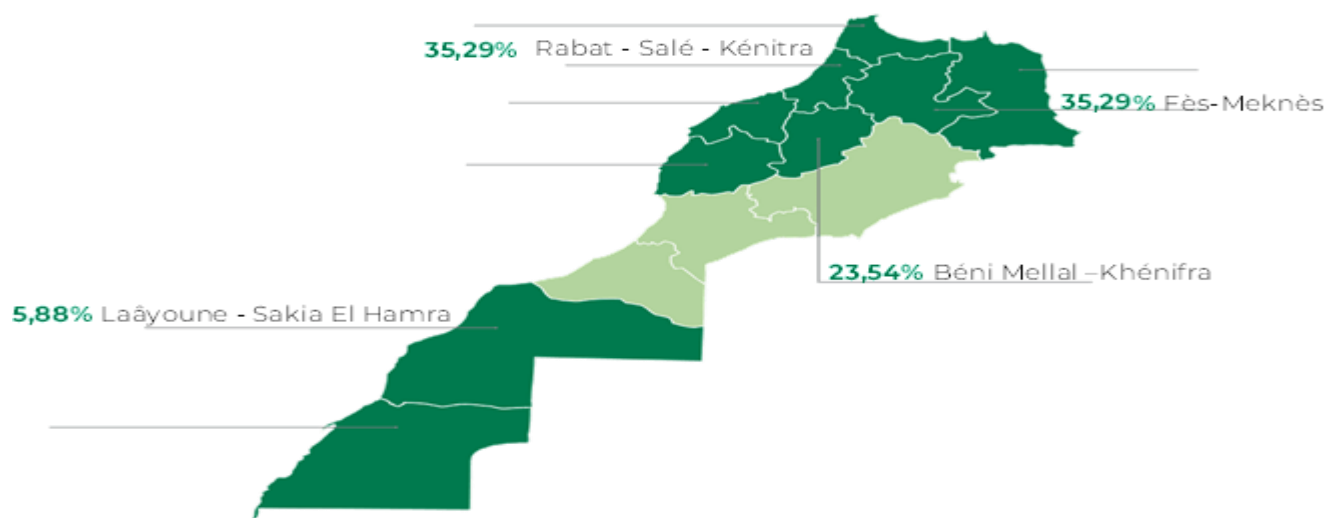 35,29% Rabat - Salé - Kénitra
35,29% Fès-Meknès
23,54% Béni Mellal –Khénifra
5,88% Laâyoune - Sakia El Hamra